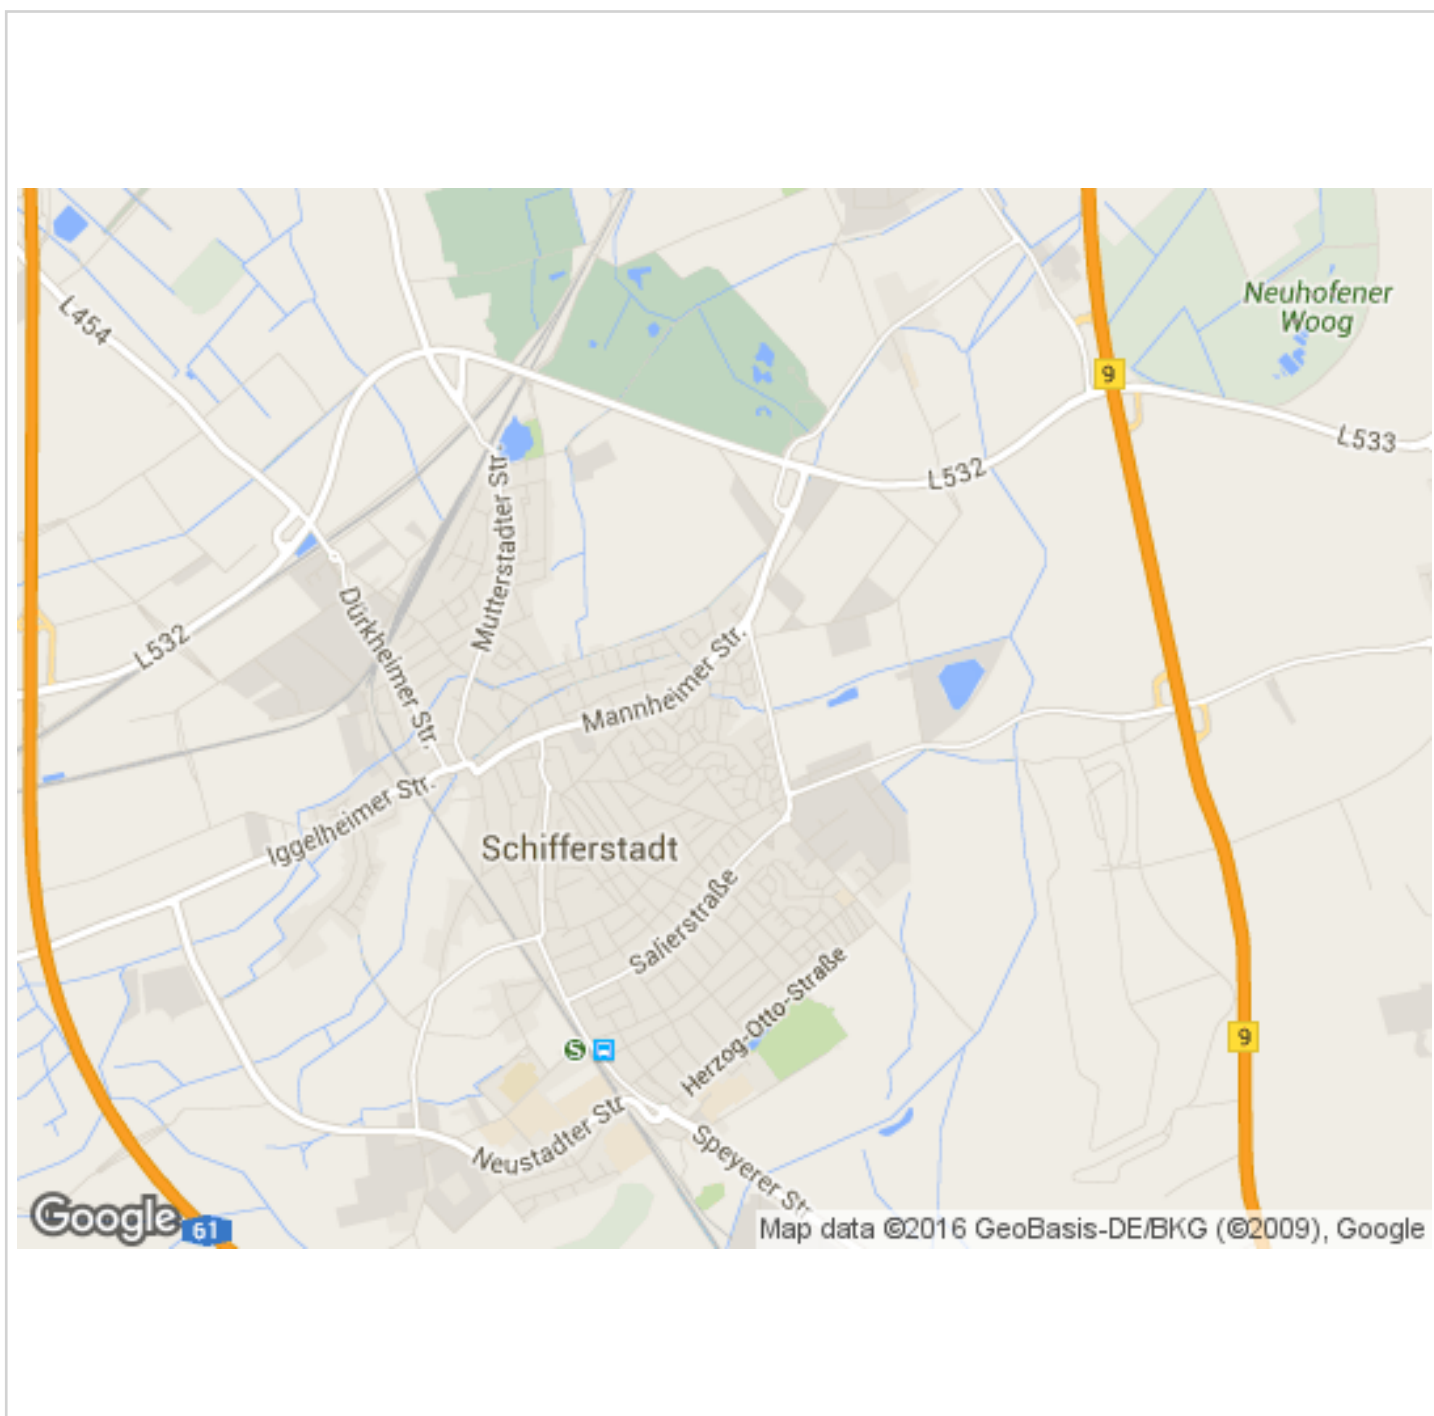 L454
Neuhofener
Woog
9
L533
L532
Mutterstadter Str.
Dürkheimer Str.
L532
Mannheimer Str.
Iggelheimer Str.
Schifferstadt
Salierstraße
Herzog-Otto-Straße
S
9
Neustadter Str
Speyerer Str.
Google
61
Map data ©2016 GeoBasis-DE/BKG (©2009), Google